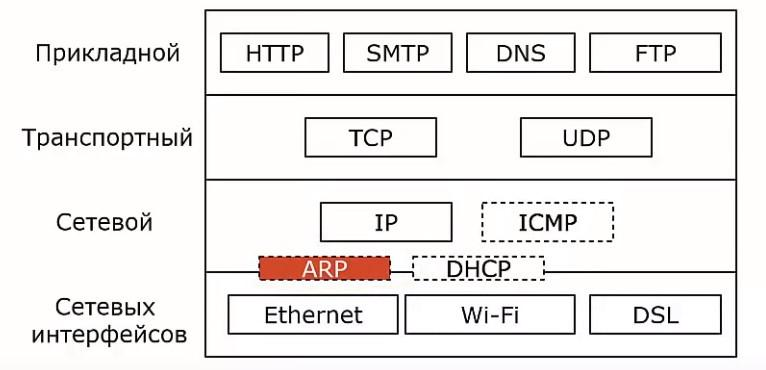 Прикладной HTTP SMTP DNS FTP
Транспортный TCP UDP
Сетевой IP ICMP
ARP DHCP
Сетевых
интерфейсов
Ethernet Wi-Fi DSL